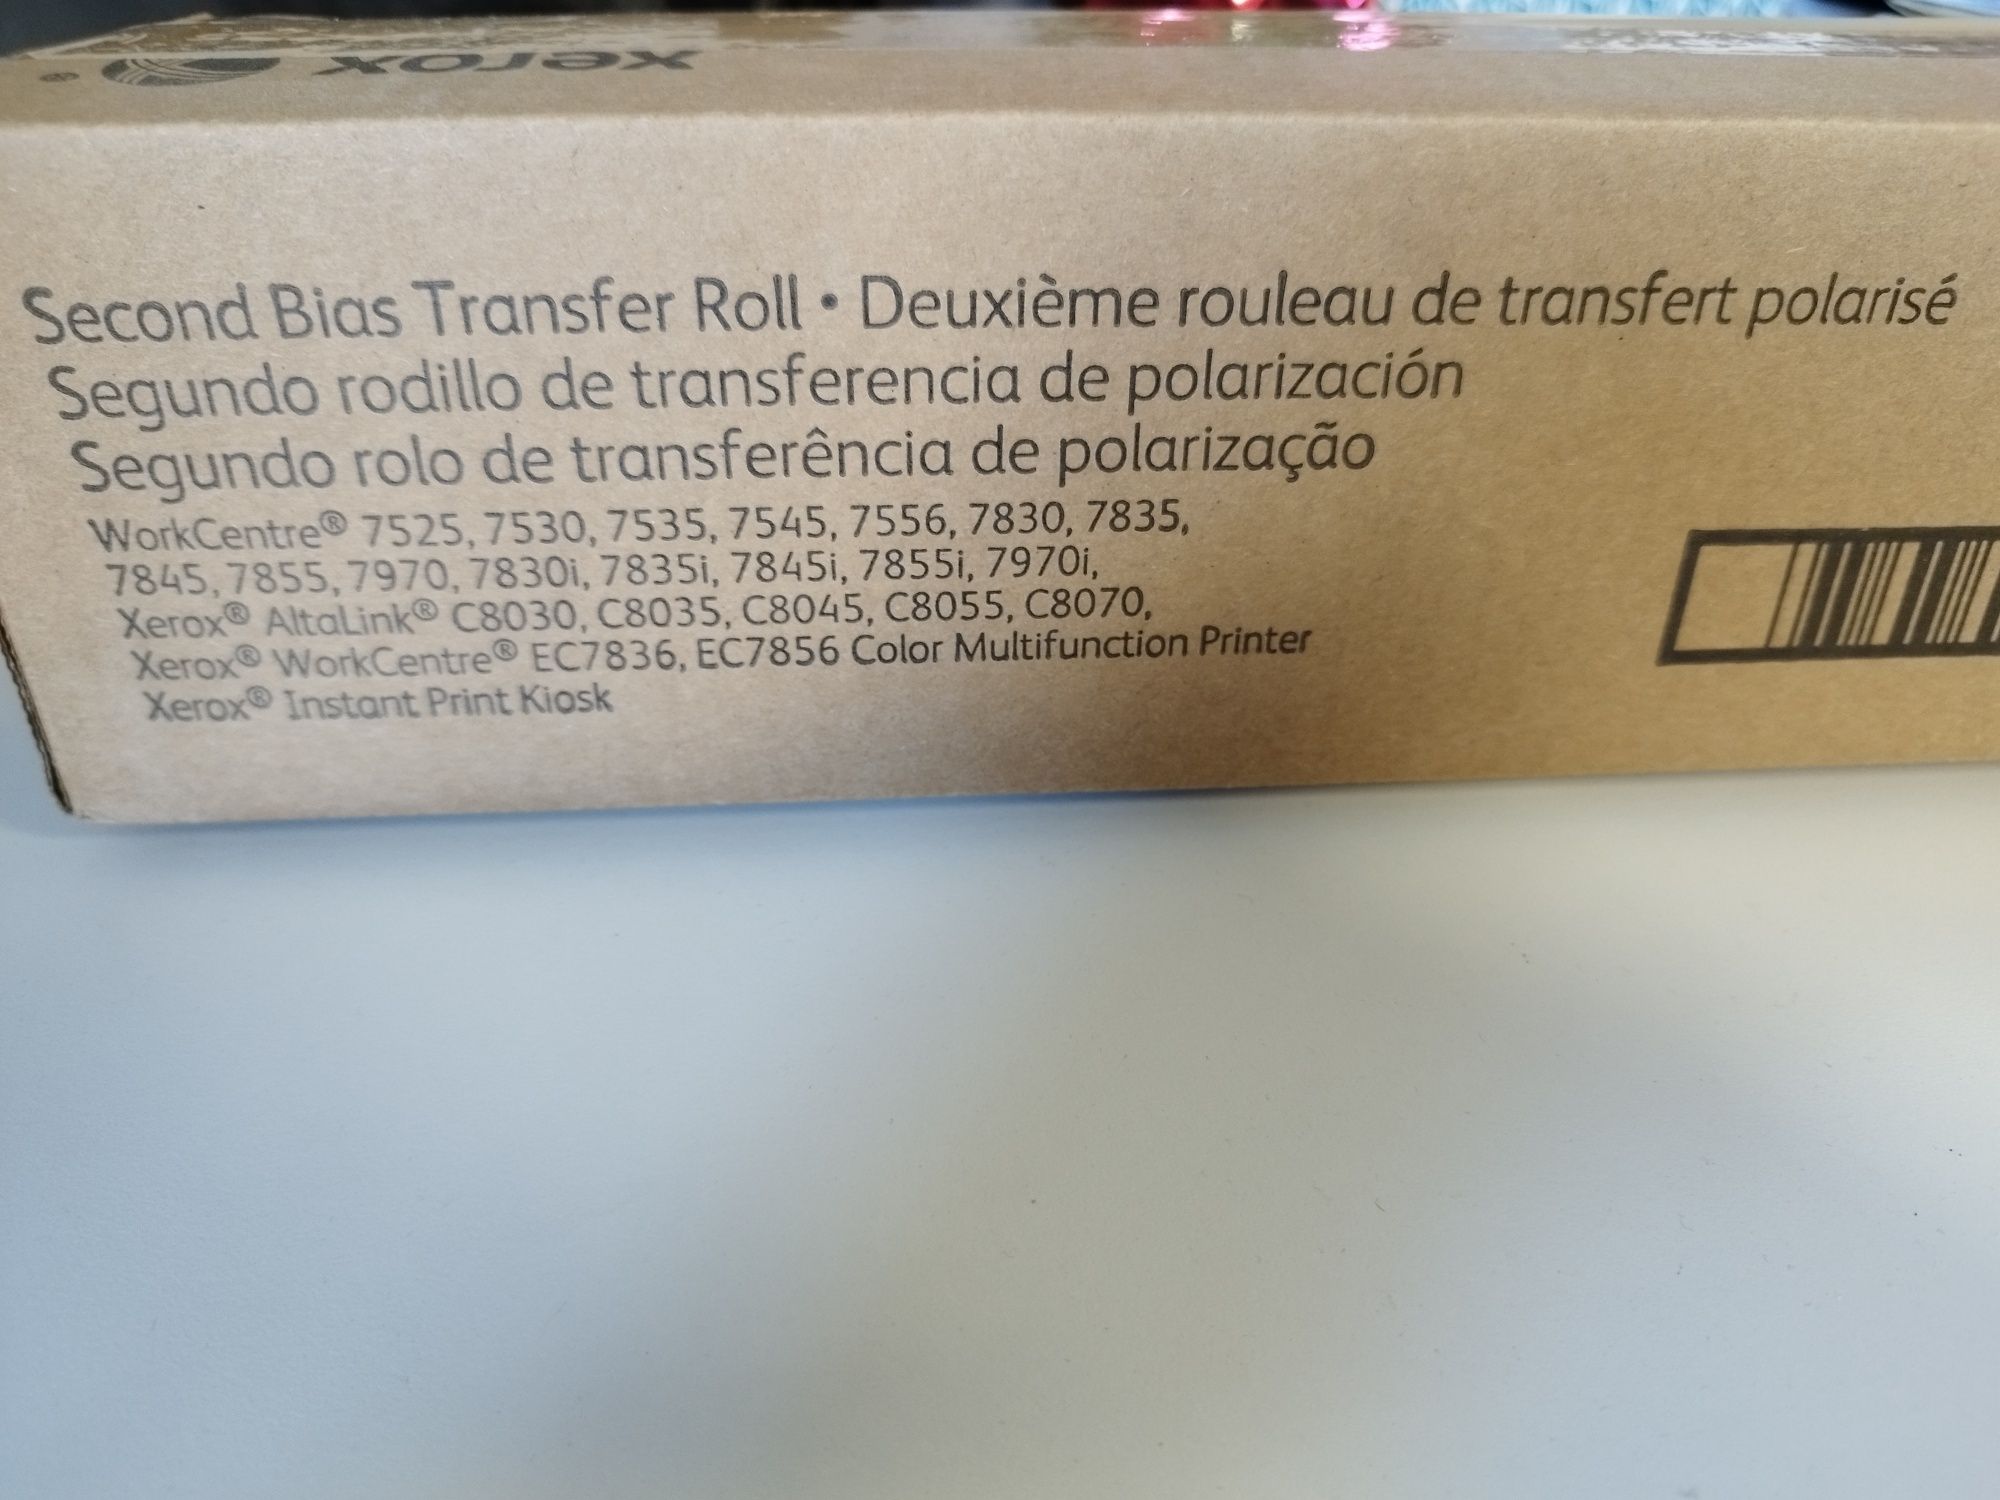 xerox ®
Second Bias Transfer Roll • Deuxième rouleau de transfert polarisé
Segundo rodillo de transferencia de polarización
Segundo rolo de transferência de polarização
WorkCentre® 7525, 7530, 7535, 7545, 7556, 7830, 7835,
7845, 7855, 7970, 7830i, 7835i, 7845i, 7855i, 7970i,
Xerox® AltaLink® C8030, C8035, C8045, C8055, C8070,
Xerox® WorkCentre® EC7836, EC7856 Color Multifunction Printer
Xerox® Instant Print Kiosk